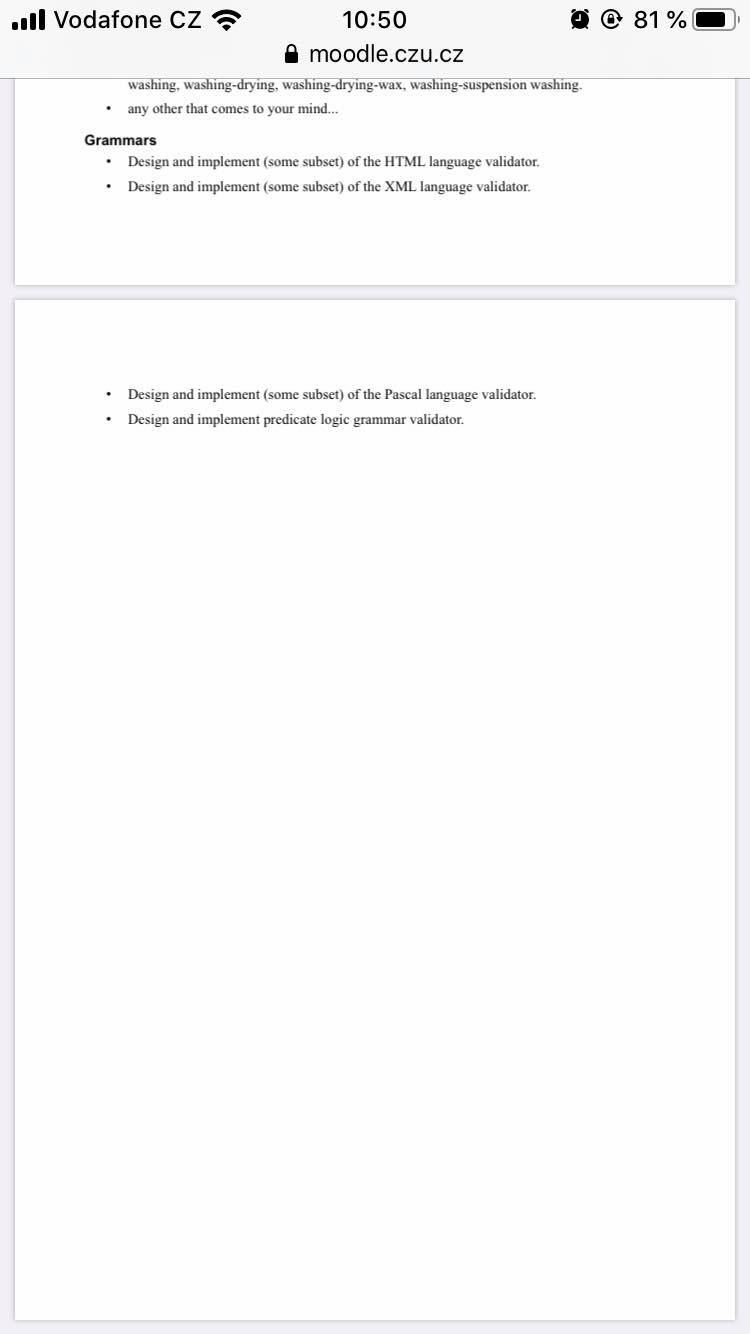 Vodafone CZ 10:50 81 %
moodle.czu.cz
washing, washing-drying, washing-drying-wax, washing-suspension washing.
• any other that comes to your mind...
Grammars
• Design and implement (some subset) of the HTML language validator.
• Design and implement (some subset) of the XML language validator.
• Design and implement (some subset) of the Pascal language validator.
• Design and implement predicate logic grammar validator.